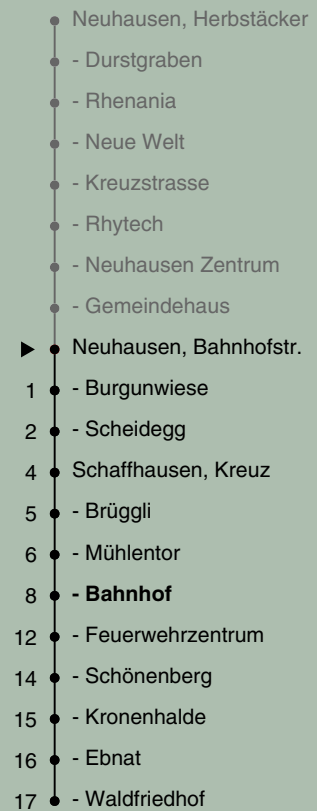 Neuhausen, Herbstäcker
- Durstgraben
- Rhenania
- Neue Welt
- Kreuzstrasse
- Rhytech
- Neuhausen Zentrum
- Gemeindehaus
Neuhausen, Bahnhofstr.
1 - Burgunwiese
2 - Scheidegg
4 Schaffhausen, Kreuz
5 - Brüggli
6 - Mühlentor
8 - Bahnhof
12 - Feuerwehrzentrum
14 - Schönenberg
15 - Kronenhalde
16 - Ebnat
17 - Waldfriedhof